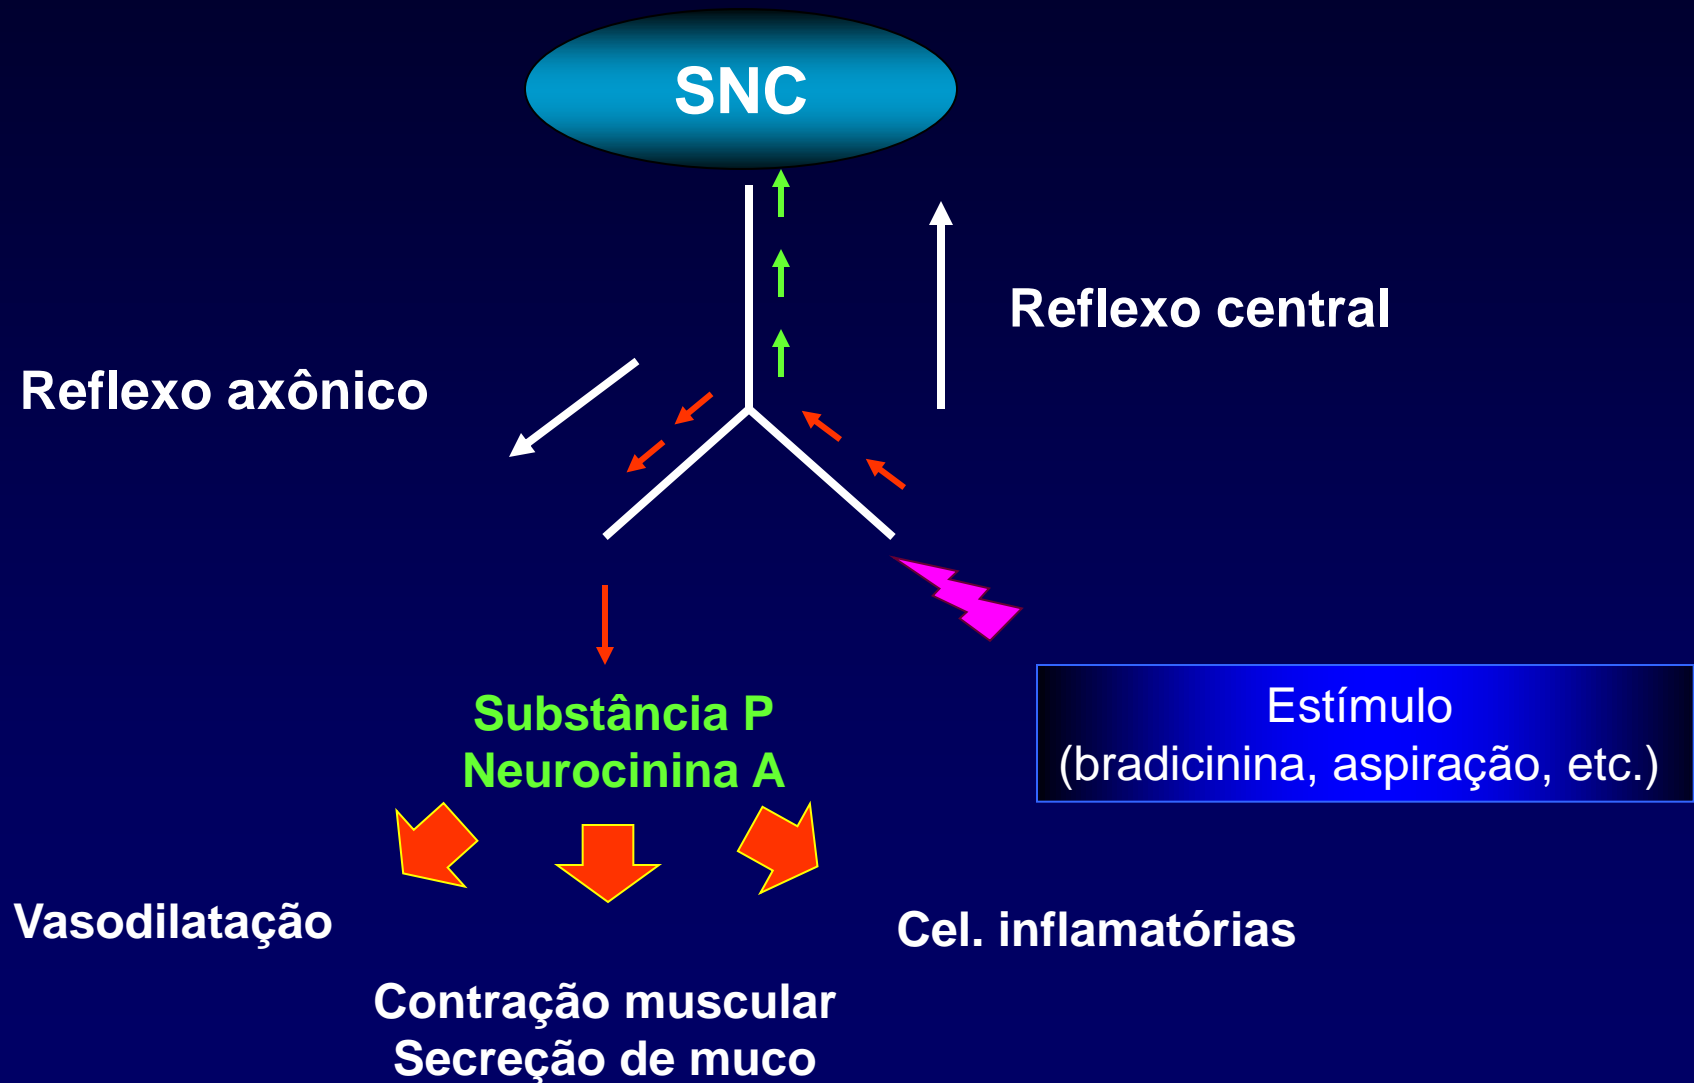 SNC
Reflexo central
Reflexo axônico
Substância P
Neurocinina A
Estímulo
(bradicinina, aspiração, etc.)
Vasodilatação
Cel. inflamatórias
Contração muscular
Secreção de muco